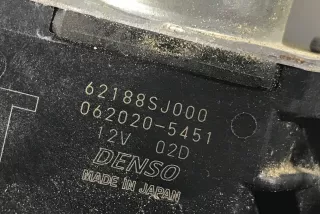 62188SJ000
062020-5451
12V 02D
DENSO
MADE IN JAPAN